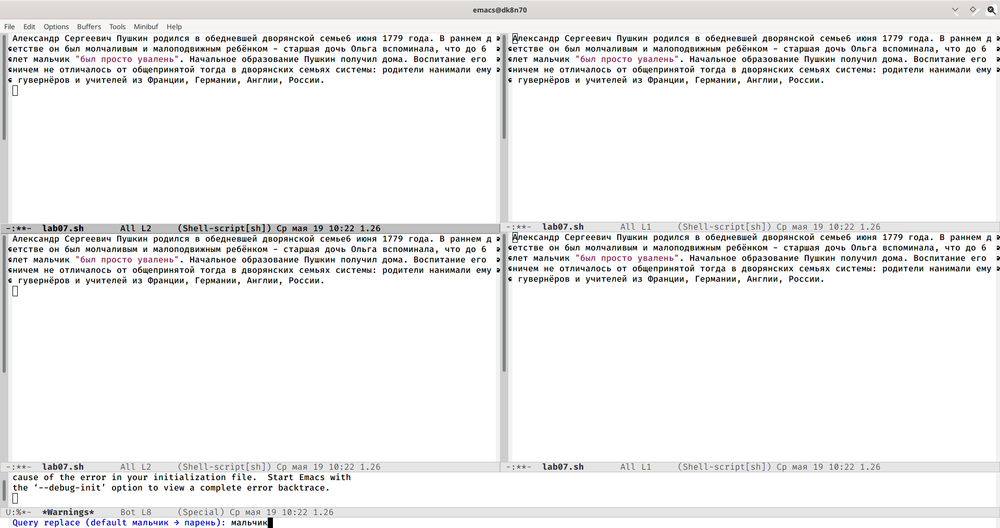 emacs@dk8n70
File Edit Options Buffers Tools Minibuf Help
Александр Сергеевич Пушкин родился в обедневшей дворянской семье6 июня 1779 года. В раннем д
етстве он был молчаливым и малоподвижным ребёнком - старшая дочь Ольга вспоминала, что до 6
лет мальчик "был просто увалень". Начальное образование Пушкин получил дома. Воспитание его
ничем не отличалось от общепринятой тогда в дворянских семьях системы: родители нанимали ему
гувернёров и учителей из Франции, Германии, Англии, России.
-:**- lab07.sh All L2 (Shell-script[sh]) Ср мая 19 10:22 1.26
Александр Сергеевич Пушкин родился в обедневшей дворянской семье6 июня 1779 года. В раннем д
етстве он был молчаливым и малоподвижным ребёнком - старшая дочь Ольга вспоминала, что до 6
лет мальчик "был просто увалень". Начальное образование Пушкин получил дома. Воспитание его
ничем не отличалось от общепринятой тогда в дворянских семьях системы: родители нанимали ему
гувернёров и учителей из Франции, Германии, Англии, России.
-:**- lab07.sh All L1 (Shell-script[sh]) Ср мая 19 10:22 1.26
Александр Сергеевич Пушкин родился в обедневшей дворянской семье6 июня 1779 года. В раннем д
етстве он был молчаливым и малоподвижным ребёнком - старшая дочь Ольга вспоминала, что до 6
лет мальчик "был просто увалень". Начальное образование Пушкин получил дома. Воспитание его
ничем не отличалось от общепринятой тогда в дворянских семьях системы: родители нанимали ему
гувернёров и учителей из Франции, Германии, Англии, России.
-:**- lab07.sh All L2 (Shell-script[sh]) Ср мая 19 10:22 1.26
Александр Сергеевич Пушкин родился в обедневшей дворянской семье6 июня 1779 года. В раннем д
етстве он был молчаливым и малоподвижным ребёнком - старшая дочь Ольга вспоминала, что до 6
лет мальчик "был просто увалень". Начальное образование Пушкин получил дома. Воспитание его
ничем не отличалось от общепринятой тогда в дворянских семьях системы: родители нанимали ему
гувернёров и учителей из Франции, Германии, Англии, России.
-:**- lab07.sh All L1 (Shell-script[sh]) Ср мая 19 10:22 1.26
cause of the error in your initialization file.  Start Emacs with
the ‘--debug-init’ option to view a complete error backtrace.
U:%*- *Warnings* Bot L8 (Special) Ср мая 19 10:22 1.26
Query replace (default мальчик → парень): мальчик